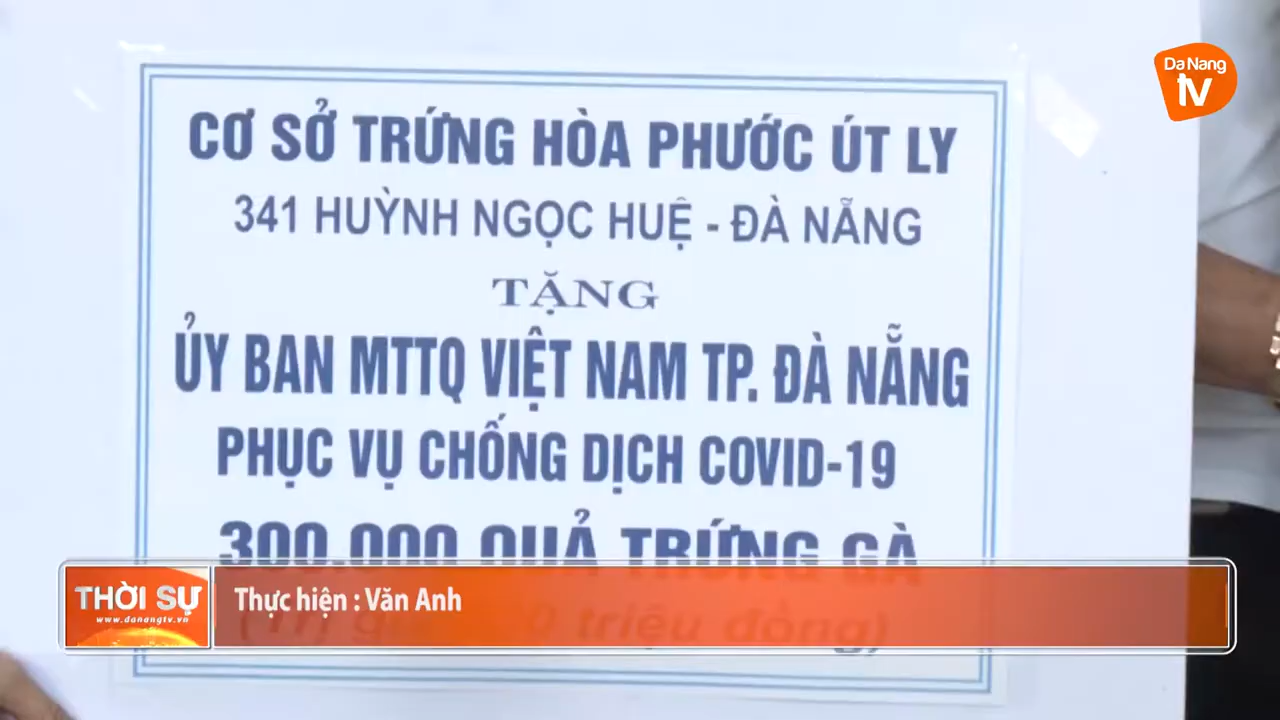 Da Nang
tv
CƠ SỞ TRỨNG HÒA PHƯỚC ÚT LY
341 HUỲNH NGỌC HUỆ - ĐÀ NẴNG
TẶNG
ỦY BAN MTTQ VIỆT NAM TP. ĐÀ NẴNG
PHỤC VỤ CHỐNG DỊCH COVID-19
300.000 QUẢ TRỨNG GÀ
triệu đồng)
THỜI SỰ
www.danangtv.vn
Thực hiện : Văn Anh